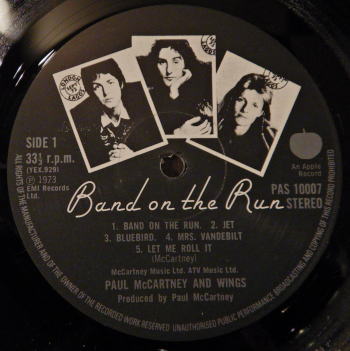 LONDON
LAGOS
LONDON
LAGOS
SIDE 1
33⅓ r.p.m.
(YEX.929)
Ⓟ 1973
EMI Records
Ltd.
An Apple
Record
PAS 10007
STEREO
Band on the Run
1. BAND ON THE RUN. 2. JET
3. BLUEBIRD. 4. MRS. VANDEBILT
5. LET ME ROLL IT
(McCartney)
McCartney Music Ltd. ATV Music Ltd.
PAUL McCARTNEY AND WINGS
Produced by Paul McCartney
ALL RIGHTS OF THE MANUFACTURER AND OF THE OWNER OF THE RECORDED WORK RESERVED UNAUTHORISED PUBLIC PERFORMANCE BROADCASTING AND COPYING OF THIS RECORD PROHIBITED